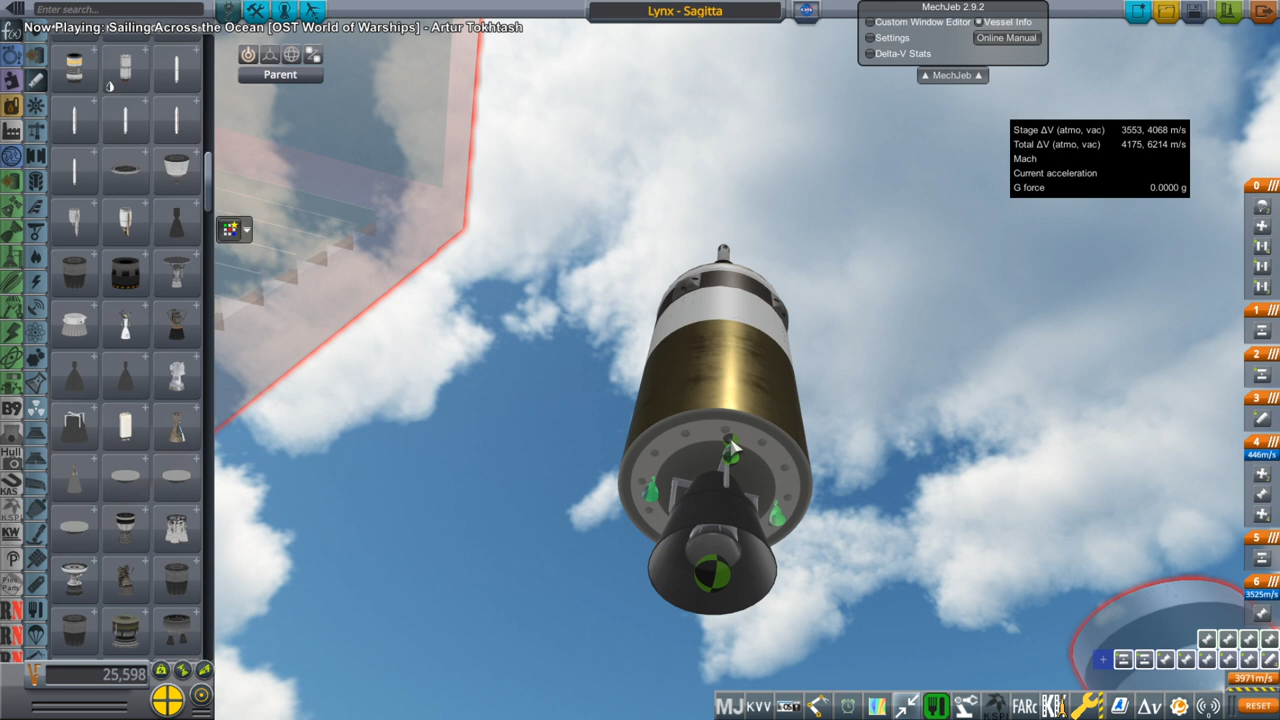 Enter Search...
Now Playing: Sailing Across the Ocean [OST World of Warships] - Artur Tokhtash
Lynx - Sagitta
MechJeb 2.9.2
Custom Window Editor
Vessel Info
Settings
Online Manual
Delta-V Stats
▲ MechJeb ▲
Parent
Stage ΔV (atmo, vac) 3553, 4068 m/s
Total ΔV (atmo, vac) 4175, 6214 m/s
Mach
Current acceleration
G force 0.0000 g
0
1
2
3
4
446m/s
5
6
3525m/s
3971m/s
RESET
B9
Hull
KAS
KSPI
KW
P
RN
RN
25,598
MJ
KVV
KSPI
FARc
Δv